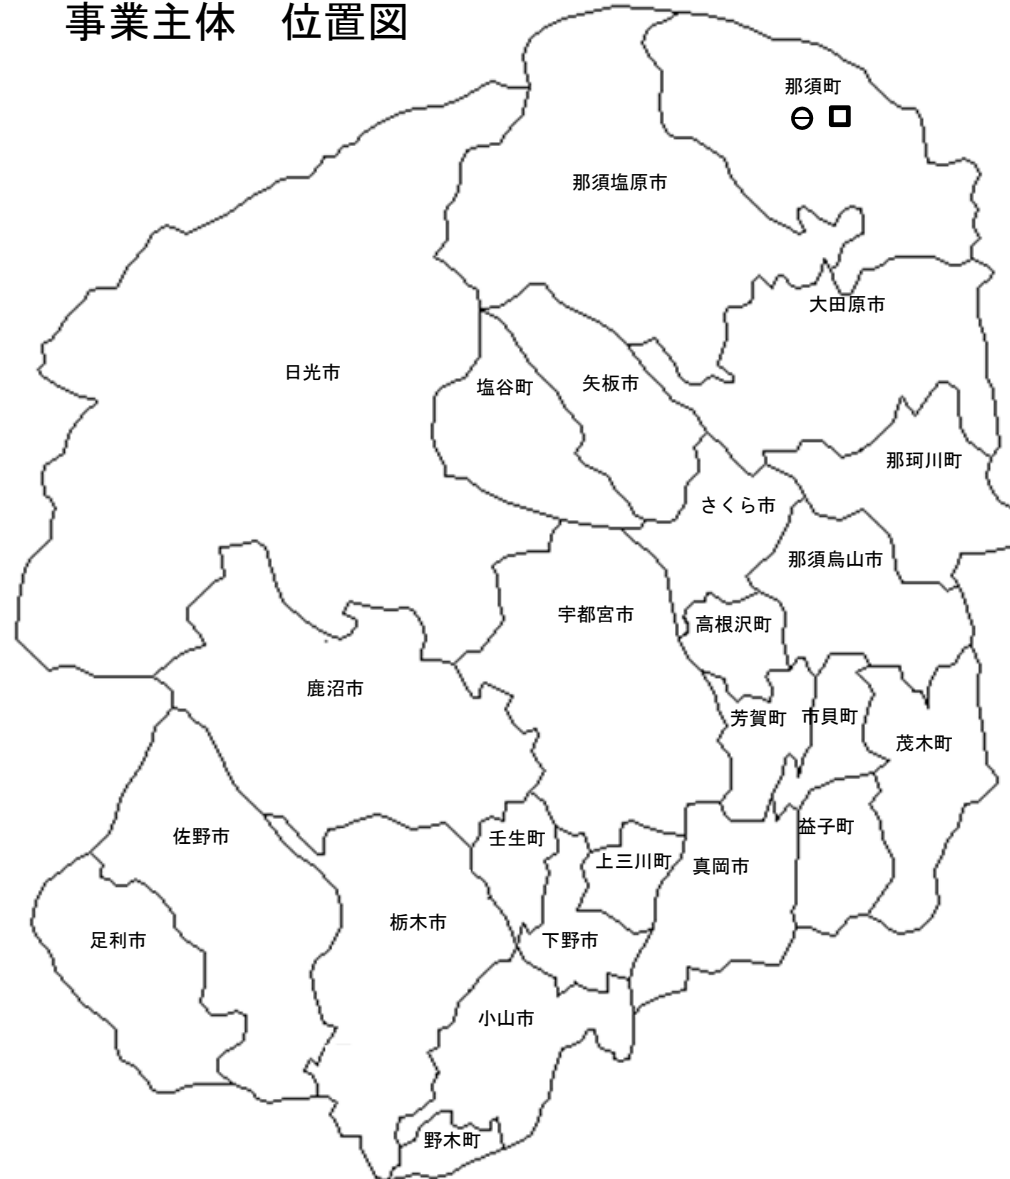 事業主体　位置図
那須町
那須塩原市
大田原市
日光市
塩谷町
矢板市
那珂川町
さくら市
那須烏山市
宇都宮市
高根沢町
鹿沼市
芳賀町
市貝町
茂木町
佐野市
壬生町
益子町
上三川町
真岡市
栃木市
足利市
下野市
小山市
野木町